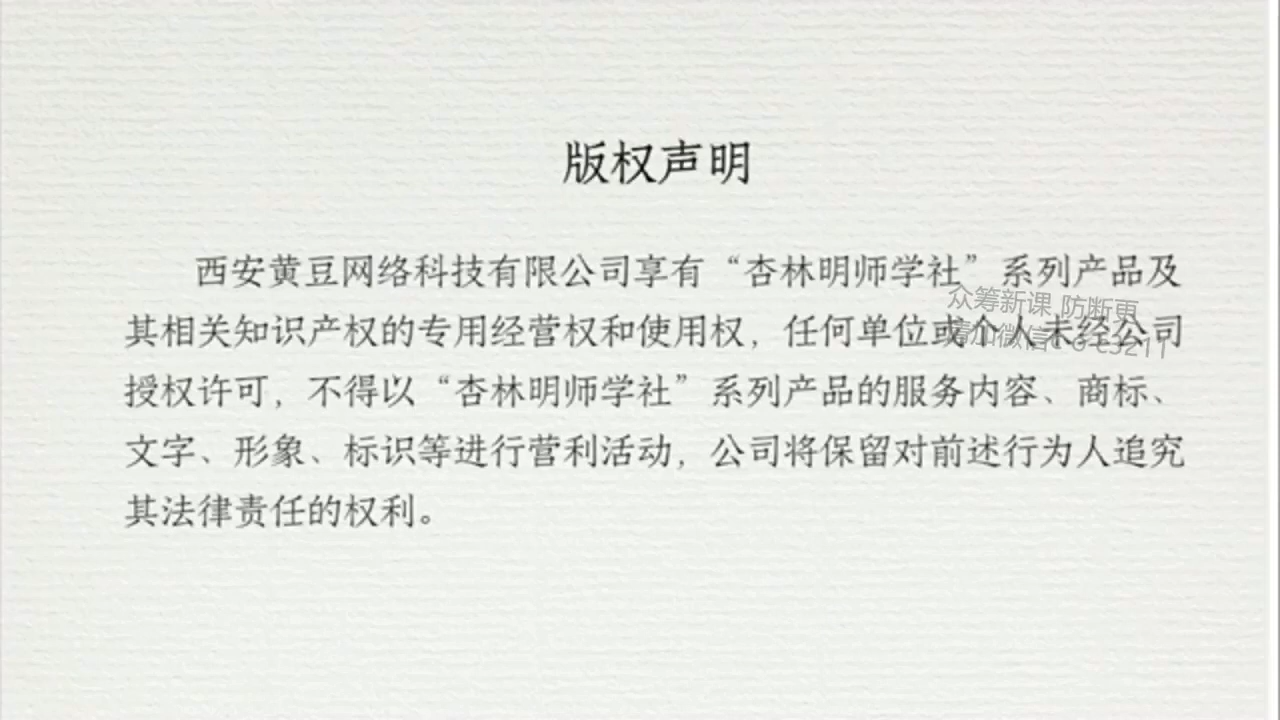 版权声明
西安黄豆网络科技有限公司享有“杏林明师学社”系列产品及
其相关知识产权的专用经营权和使用权，任何单位或个人未经公司
授权许可，不得以“杏林明师学社”系列产品的服务内容、商标、
文字、形象、标识等进行营利活动，公司将保留对前述行为人追究
其法律责任的权利。
众筹新课,防断更
请加微信